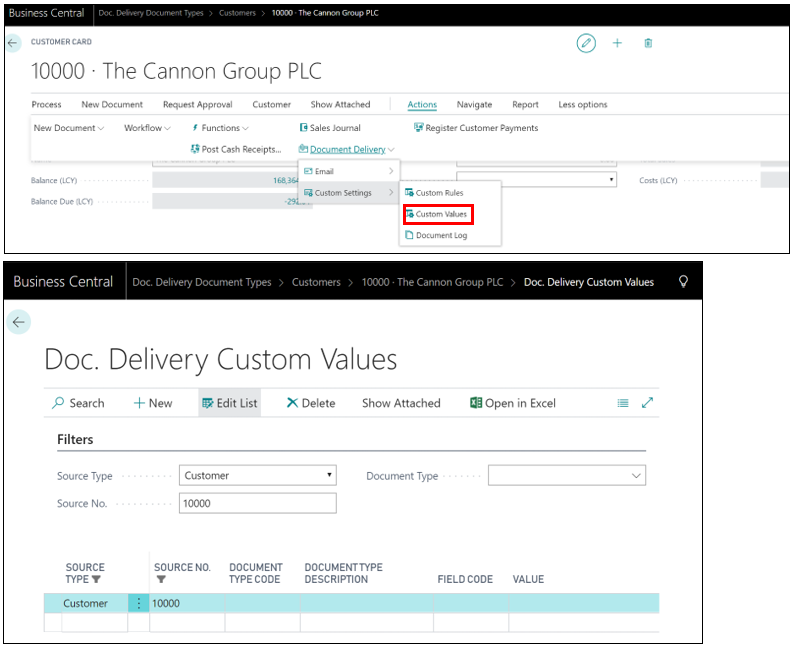 Business Central Doc. Delivery Document Types > Customers > 10000 · The Cannon Group PLC
CUSTOMER CARD
10000 · The Cannon Group PLC
Process New Document Request Approval Customer Show Attached Actions Navigate Report Less options
New Document Workflow Functions Sales Journal Register Customer Payments
Post Cash Receipts... Document Delivery
Email
Balance (LCY) 168,364 Costs (LCY)
Custom Settings Custom Rules
Balance Due (LCY)
Custom Values
Document Log
Business Central Doc. Delivery Document Types > Customers > 10000 · The Cannon Group PLC > Doc. Delivery Custom Values
Doc. Delivery Custom Values
Search New Edit List Delete Show Attached Open in Excel
Filters
Source Type Customer Document Type
Source No. 10000
SOURCE TYPE SOURCE NO. DOCUMENT TYPE CODE DOCUMENT TYPE DESCRIPTION FIELD CODE VALUE
Customer 10000